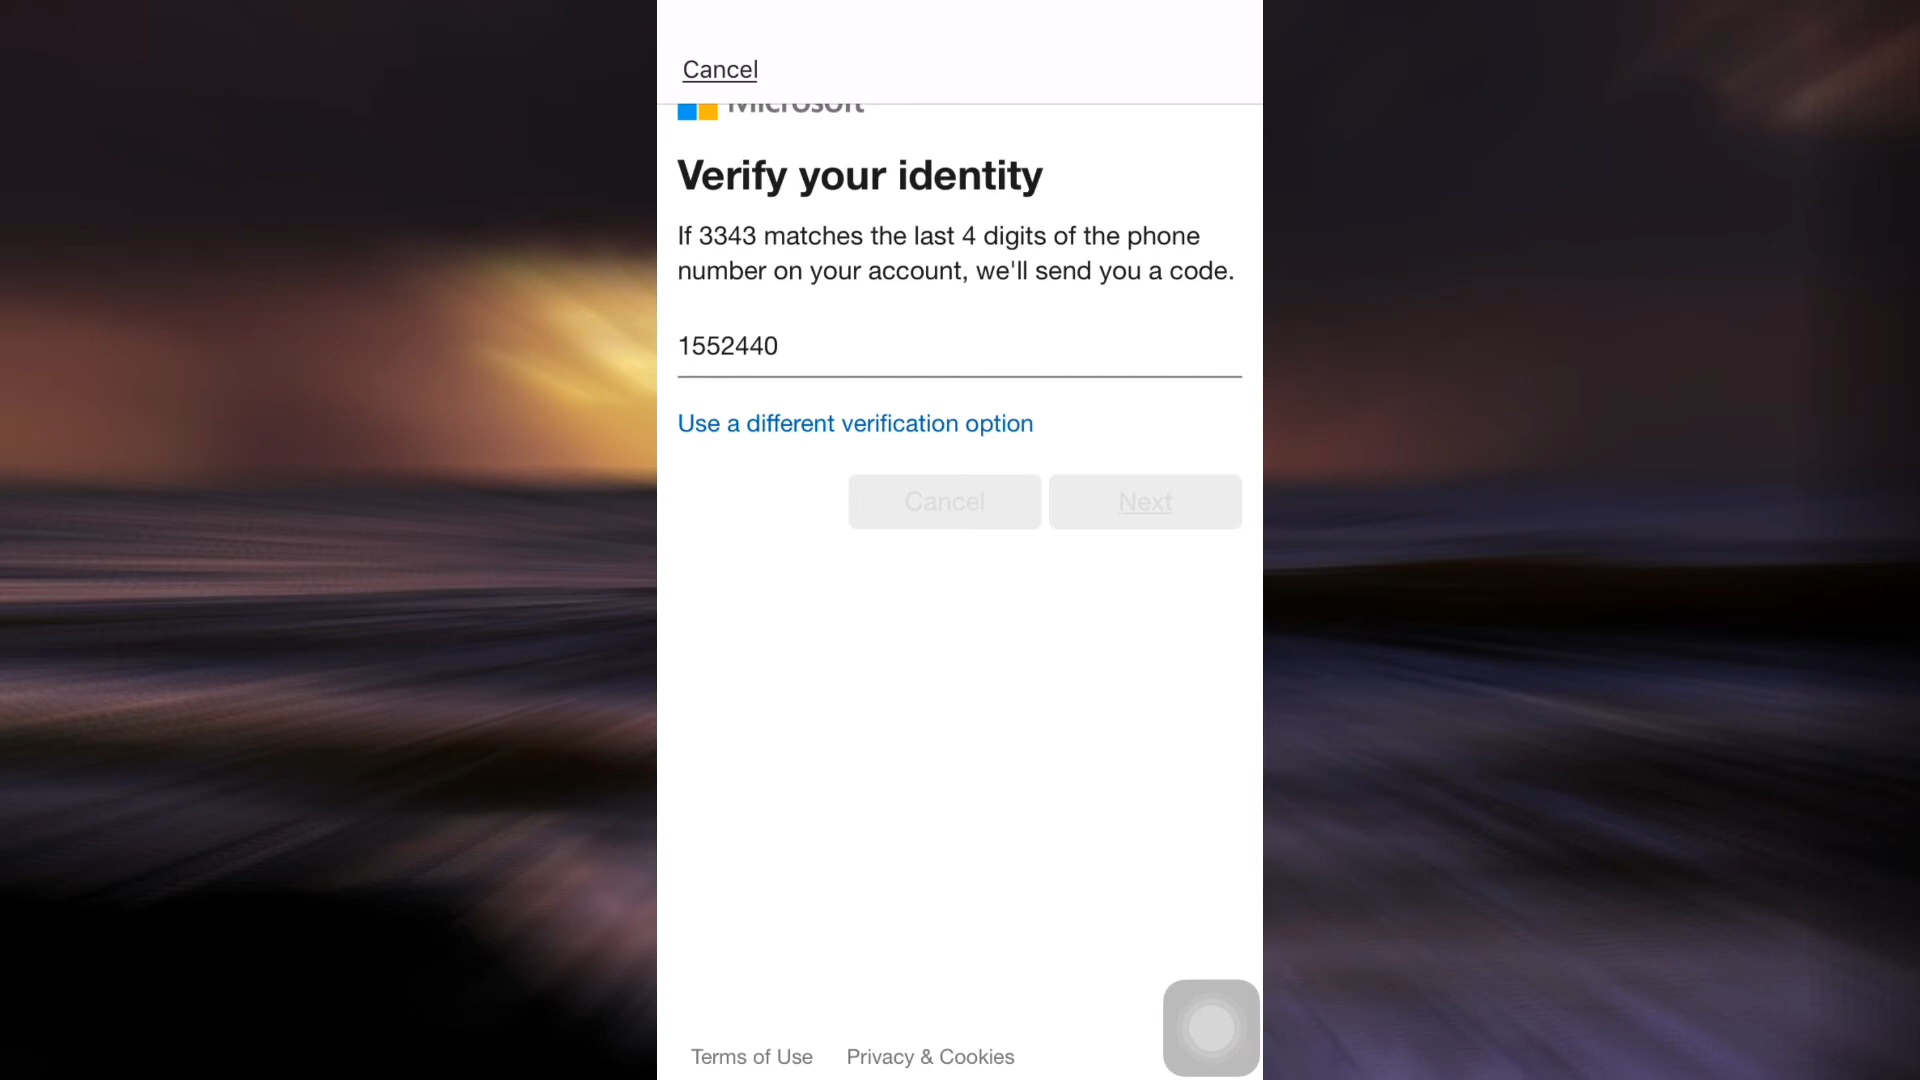 Cancel
Microsoft
Verify your identity
If 3343 matches the last 4 digits of the phone
number on your account, we'll send you a code.
1552440
Use a different verification option
Cancel
Next
Terms of Use
Privacy & Cookies